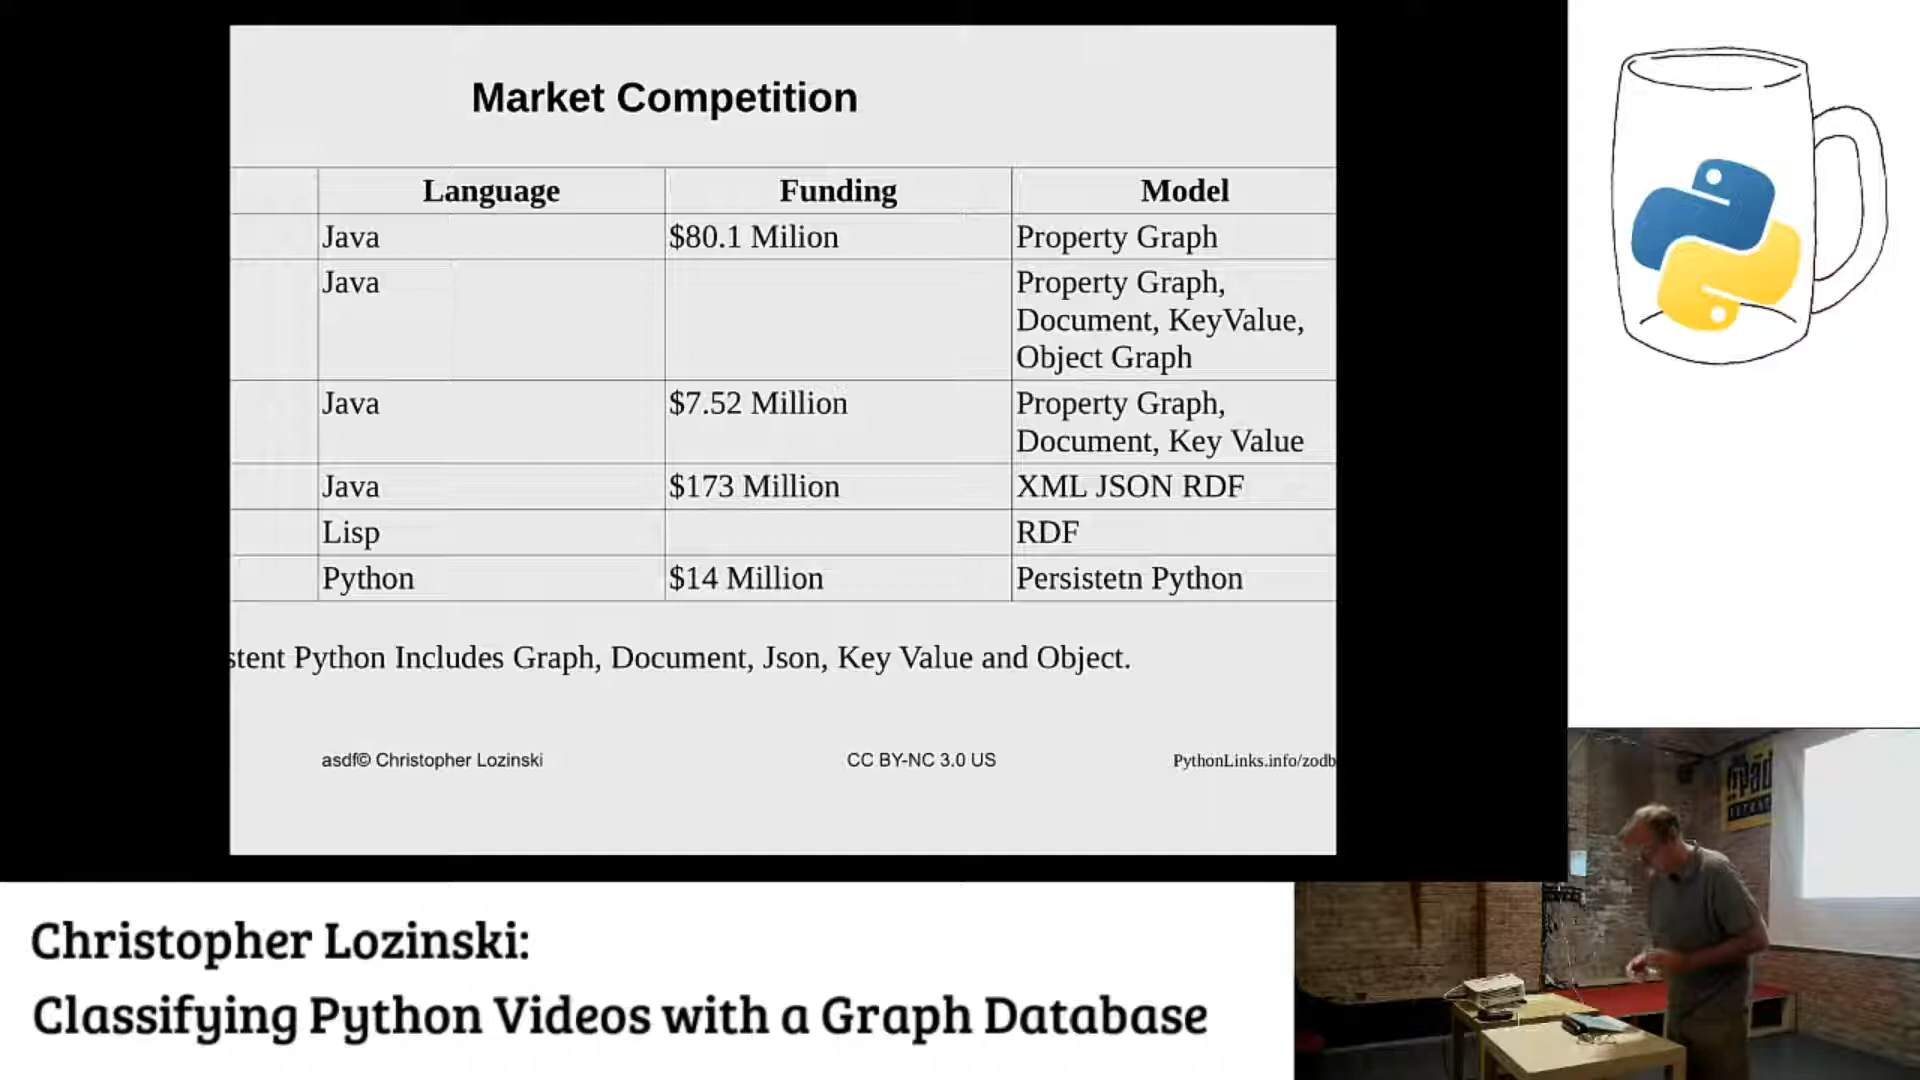 Market Competition
Language Funding Model
Java $80.1 Milion Property Graph
Java Property Graph,
Document, KeyValue,
Object Graph
Java $7.52 Million Property Graph,
Document, Key Value
Java $173 Million XML JSON RDF
Lisp RDF
Python $14 Million Persistetn Python
stent Python Includes Graph, Document, Json, Key Value and Object.
asdf© Christopher Lozinski CC BY-NC 3.0 US PythonLinks.info/zodb
Christopher Lozinski:
Classifying Python Videos with a Graph Database